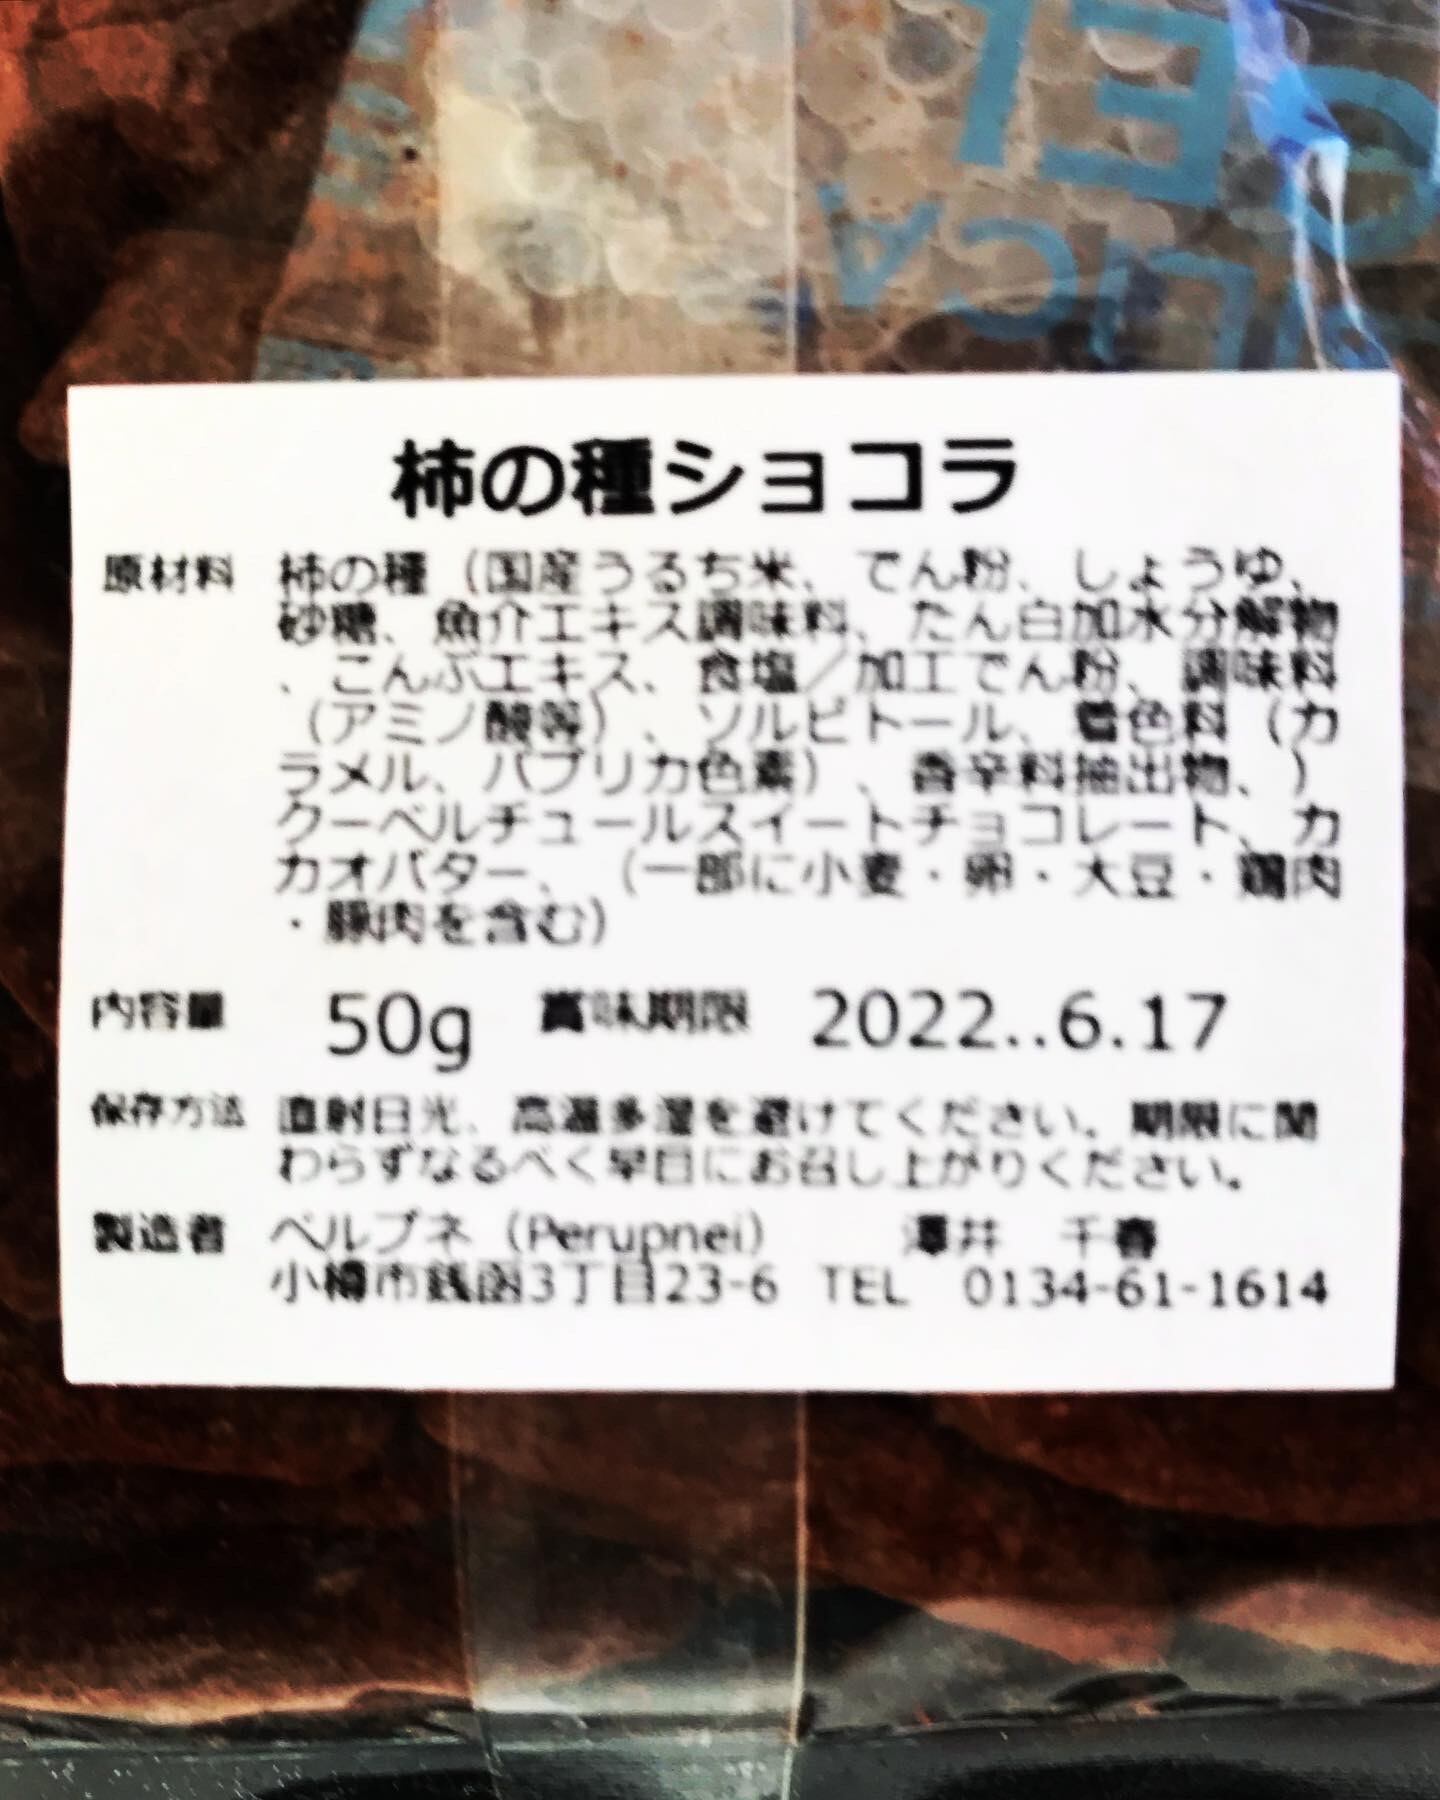 SILICA
GEL
柿の種ショコラ
原材料 柿の種（国産うるち米、でん粉、しょうゆ、
砂糖、魚介エキス調味料、たん白加水分解物
、こんぶエキス、食塩／加工でん粉、調味料
（アミノ酸等）、ソルビトール、着色料（カ
ラメル、パプリカ色素）、香辛料抽出物、）
クーベルチュールスイートチョコレート、カ
カオバター、（一部に小麦・卵・大豆・鶏肉
・豚肉を含む）
内容量 50g 賞味期限 2022..6.17
保存方法 直射日光、高温多湿を避けてください。期限に関
わらずなるべく早目にお召し上がりください。
製造者 ペルプネ（Perupnei） 澤井 千春
小樽市銭函3丁目23-6 TEL 0134-61-1614